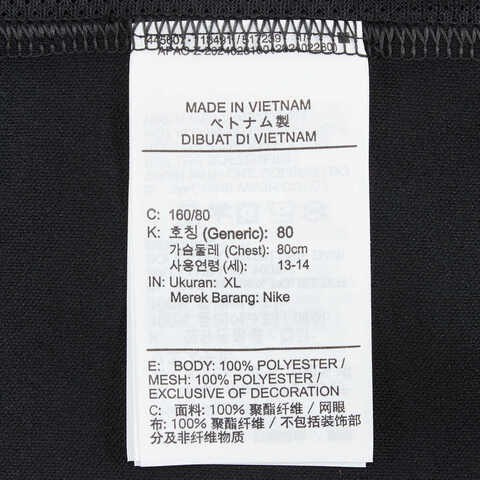 MADE IN VIETNAM
ベトナム製
DIBUAT DI VIETNAM
C: 160/80
K: 호칭 (Generic): 80
가슴둘레 (Chest): 80cm
사용연령 (세): 13-14
IN: Ukuran: XL
Merek Barang: Nike
E: BODY: 100% POLYESTER /
MESH: 100% POLYESTER /
EXCLUSIVE OF DECORATION
C: 面料: 100% 聚酯纤维 / 网眼
布: 100% 聚酯纤维 / 不包括装饰部
分及非纤维物质